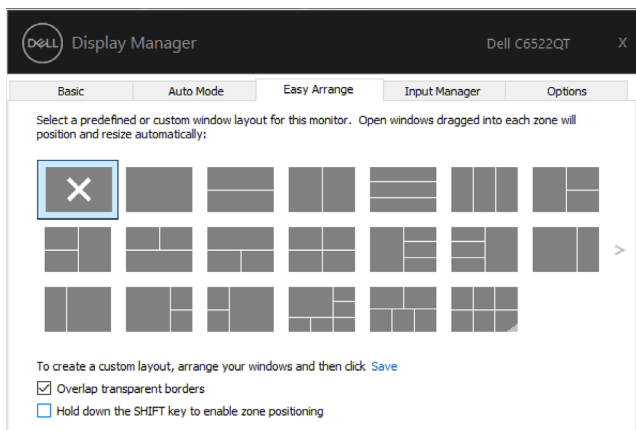 DELL Display Manager Dell C6522QT X
Basic Auto Mode Easy Arrange Input Manager Options
Select a predefined or custom window layout for this monitor. Open windows dragged into each zone will
position and resize automatically:
>
To create a custom layout, arrange your windows and then click Save
Overlap transparent borders
Hold down the SHIFT key to enable zone positioning